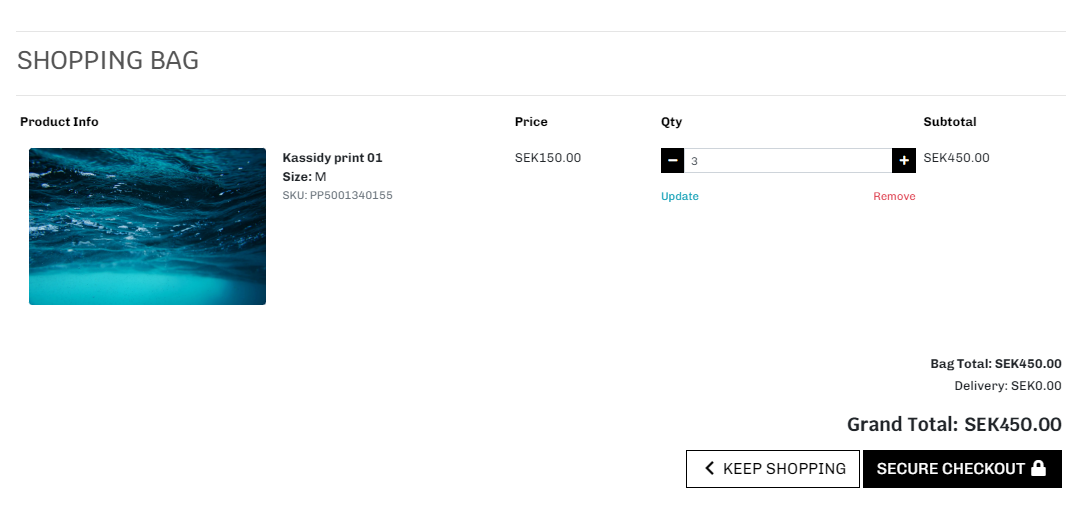 SHOPPING BAG
Product Info Price Qty Subtotal
Kassidy print 01 SEK150.00 3 SEK450.00
Size: M
SKU: PP5001340155 Update Remove
Bag Total: SEK450.00
Delivery: SEK0.00
Grand Total: SEK450.00
KEEP SHOPPING SECURE CHECKOUT